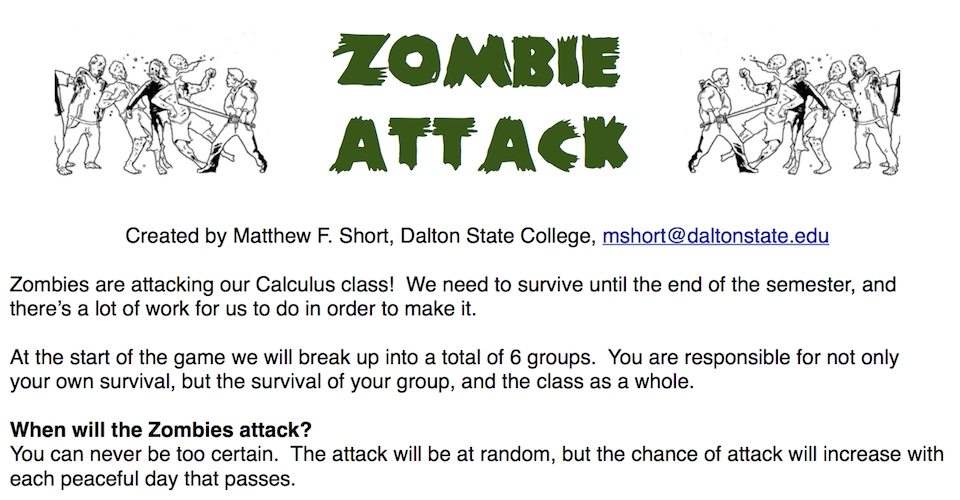 ZOMBIE
ATTACK
Created by Matthew F. Short, Dalton State College, mshort@daltonstate.edu
Zombies are attacking our Calculus class!  We need to survive until the end of the semester, and
there's a lot of work for us to do in order to make it.
At the start of the game we will break up into a total of 6 groups.  You are responsible for not only
your own survival, but the survival of your group, and the class as a whole.
When will the Zombies attack?
You can never be too certain.  The attack will be at random, but the chance of attack will increase with
each peaceful day that passes.